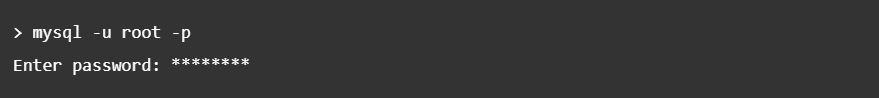 > mysql -u root -p
Enter password: ********